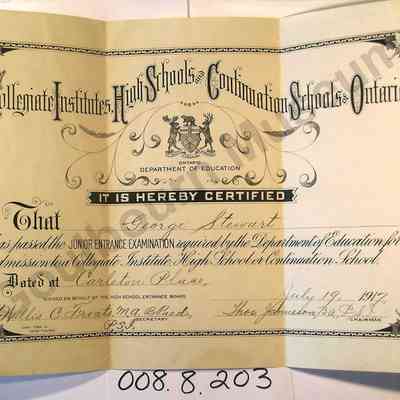 Collegiate Institutes, High Schools and Continuation Schools of Ontario
ONTARIO
DEPARTMENT OF EDUCATION
IT IS HEREBY CERTIFIED
That George Stewart
has passed the JUNIOR ENTRANCE EXAMINATION required by the Department of Education for
admission to a Collegiate Institute, High School or Continuation School.
Dated at Carleton Place, July 19, 1917
SIGNED ON BEHALF OF THE HIGH SCHOOL ENTRANCE BOARD
C. M.A. Thos. B.A., P.S.I.
SECRETARY CHAIRMAN
P.S.I.
008.8.203